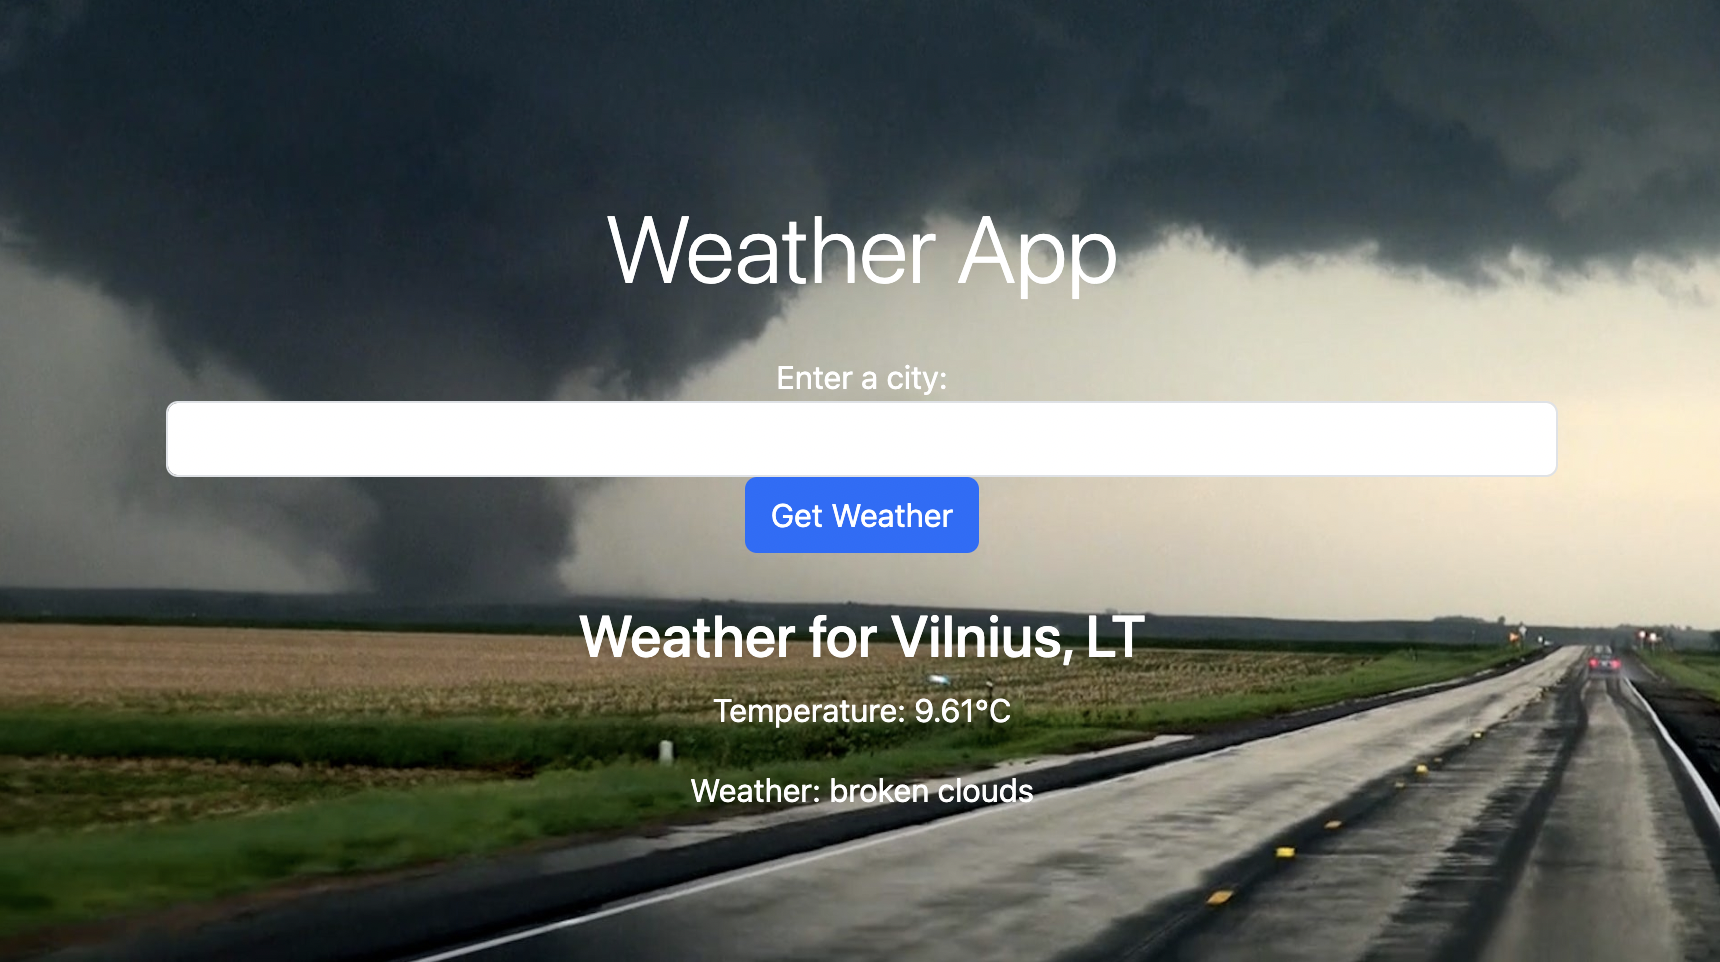 Weather App
Enter a city:
Get Weather
Weather for Vilnius, LT
Temperature: 9.61°C
Weather: broken clouds